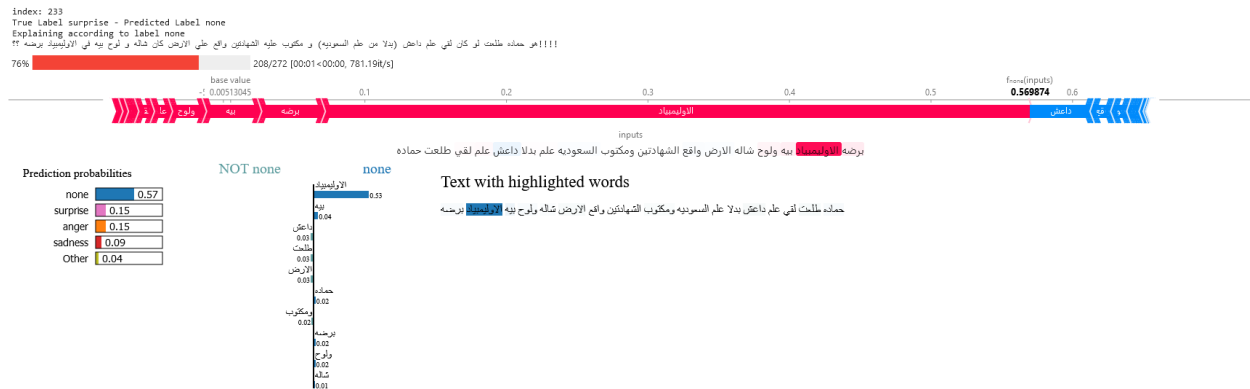 index: 233
True Label surprise - Predicted Label none
Explaining according to label none
هو حماده طلعت لو كان لقي علم داعش (بدلا من علم السعوديه) و مكتوب عليه الشهادتين واقع علي الارض كان شاله و لوح بيه في الاوليمبياد برضه ؟؟!!!!
76% 208/272 [00:01<00:00, 781.19it/s]
base value
fnone(inputs)
0.00513045 0.1 0.2 0.3 0.4 0.5 0.569874 0.6
ولوح بيه برضه الاوليمبياد داعش
inputs
حماده طلعت لقي علم داعش بدلا علم السعوديه ومكتوب الشهادتين واقع الارض شاله ولوح بيه الاوليمبياد برضه
Prediction probabilities
none 0.57
surprise 0.15
anger 0.15
sadness 0.09
Other 0.04
NOT none none
الاوليمبياد
0.53
بيه
0.04
داعش
0.03
طلعت
0.03
الارض
0.03
حماده
0.02
ومكتوب
0.02
برضه
0.02
ولوح
0.02
شاله
0.01
Text with highlighted words
حماده طلعت لقي علم داعش بدلا علم السعوديه ومكتوب الشهادتين واقع الارض شاله ولوح بيه الاوليمبياد برضه